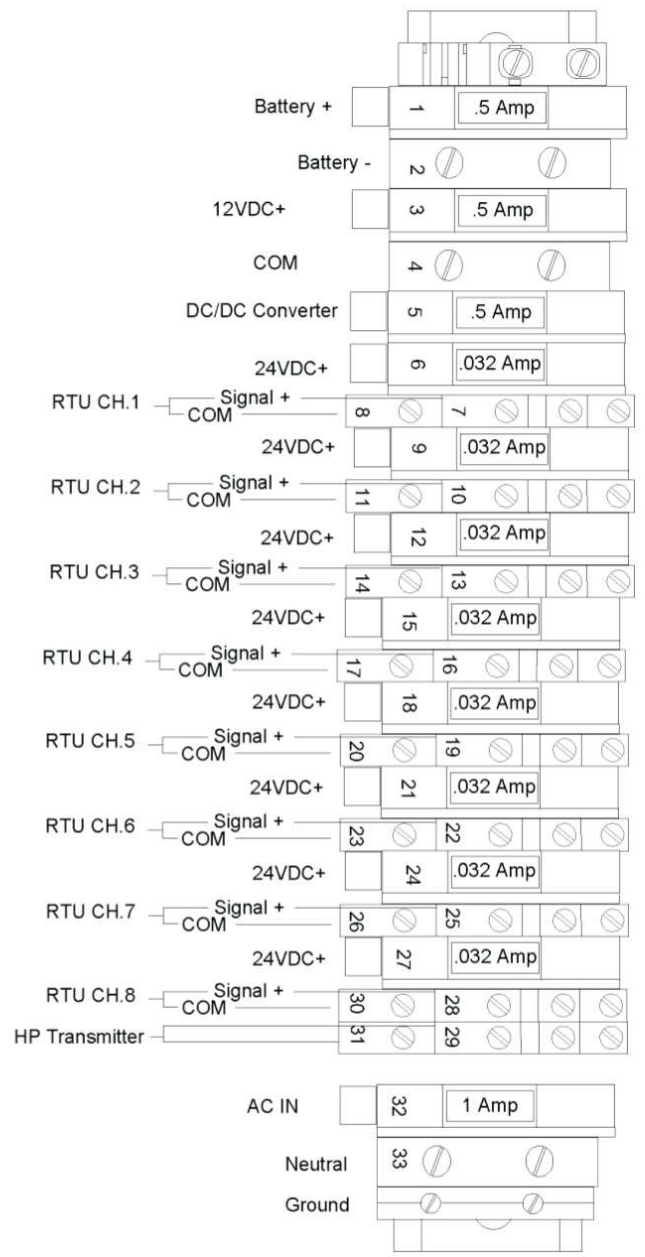 Battery + 1 .5 Amp
Battery - 2
12VDC+ 3 .5 Amp
COM 4
DC/DC Converter 5 .5 Amp
24VDC+ 6 .032 Amp
RTU CH.1 Signal + 7
COM 8
24VDC+ 9 .032 Amp
RTU CH.2 Signal + 10
COM 11
24VDC+ 12 .032 Amp
RTU CH.3 Signal + 13
COM 14
24VDC+ 15 .032 Amp
RTU CH.4 Signal + 16
COM 17
24VDC+ 18 .032 Amp
RTU CH.5 Signal + 19
COM 20
24VDC+ 21 .032 Amp
RTU CH.6 Signal + 22
COM 23
24VDC+ 24 .032 Amp
RTU CH.7 Signal + 25
COM 26
24VDC+ 27 .032 Amp
RTU CH.8 Signal + 28
COM 30
HP Transmitter 31 29
AC IN 32 1 Amp
Neutral 33
Ground